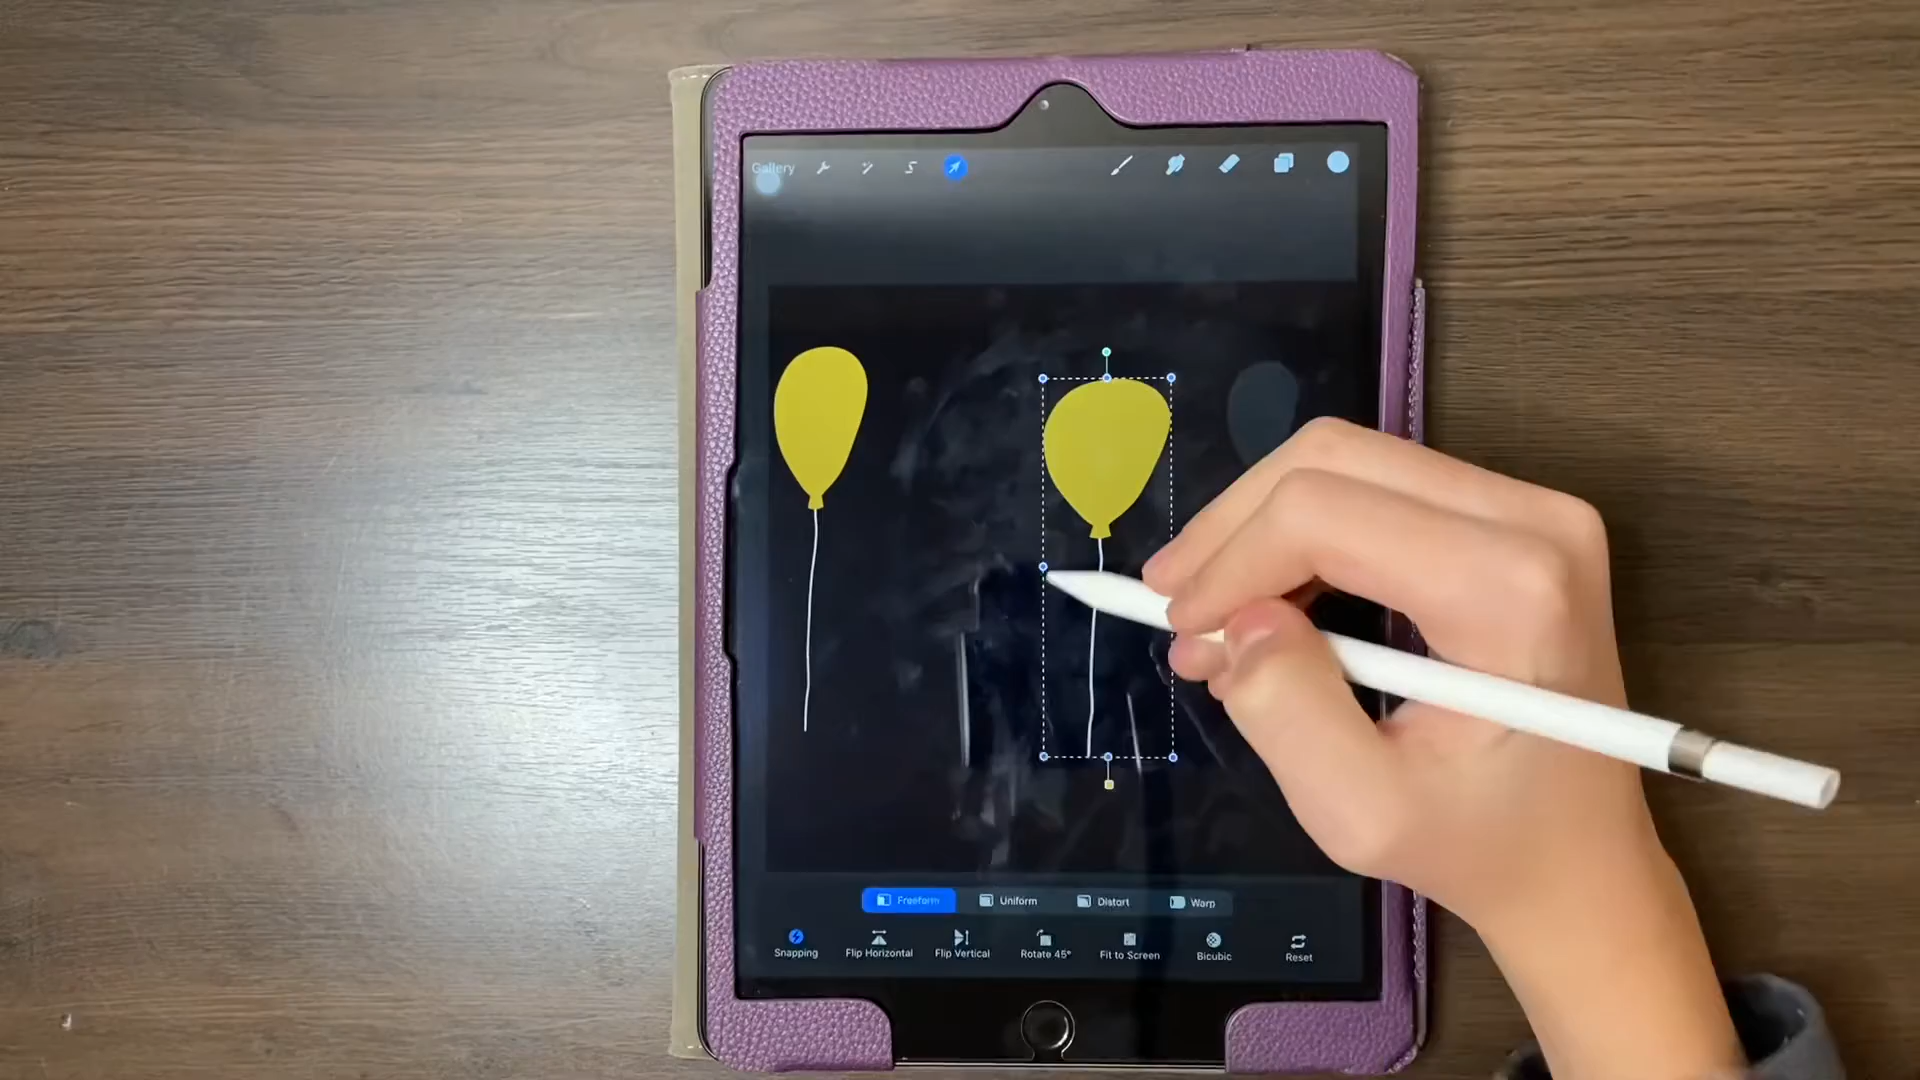 Gallery
Freeform Uniform Distort Warp
Snapping Flip Horizontal Flip Vertical Rotate 45° Fit to Screen Bicubic Reset